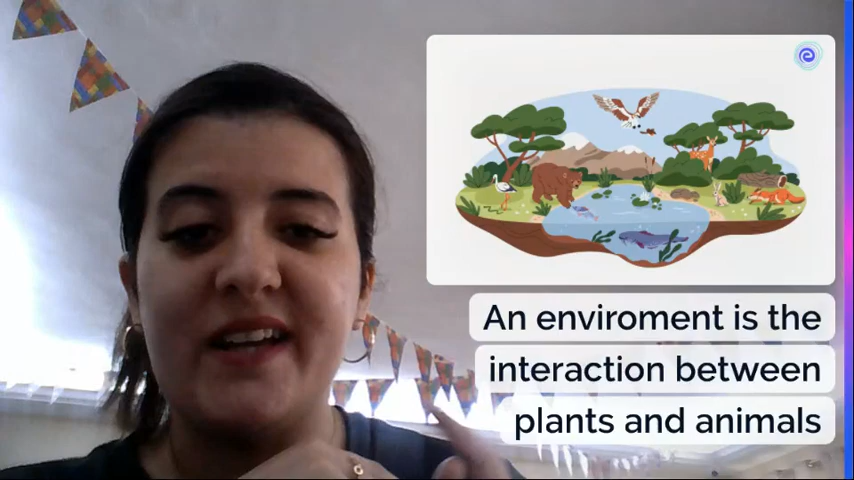 An enviroment is the
interaction between
plants and animals